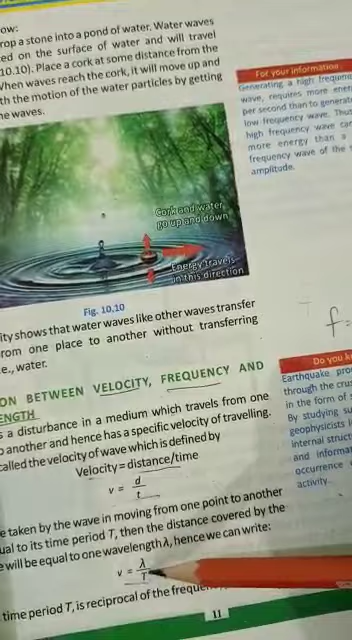 ow:
rop a stone into a pond of water. Water waves
ed on the surface of water and will travel
10.10). Place a cork at some distance from the
When waves reach the cork, it will move up and
th the motion of the water particles by getting
he waves.
Cork and water
go up and down
Energy travels
in this direction
Fig. 10.10
ity shows that water waves like other waves transfer
rom one place to another without transferring
.e., water.
ON BETWEEN VELOCITY, FREQUENCY AND
ENGTH
s a disturbance in a medium which travels from one
o another and hence has a specific velocity of travelling.
called the velocity of wave which is defined by
Velocity = distance/time
v = d/t
e taken by the wave in moving from one point to another
ual to its time period T, then the distance covered by the
e will be equal to one wavelength λ, hence we can write:
v = λ/T
time period T, is reciprocal of the freque
11
For your information
Generating a high frequen
wave, requires more ener
per second than to generat
low frequency wave. Thus
high frequency wave car
more energy than a
frequency wave of the s
amplitude.
f =
Do you k
Earthquake pro
through the crus
in the form of s
By studying su
geophysicists l
internal struct
and informa
occurrence
activity.